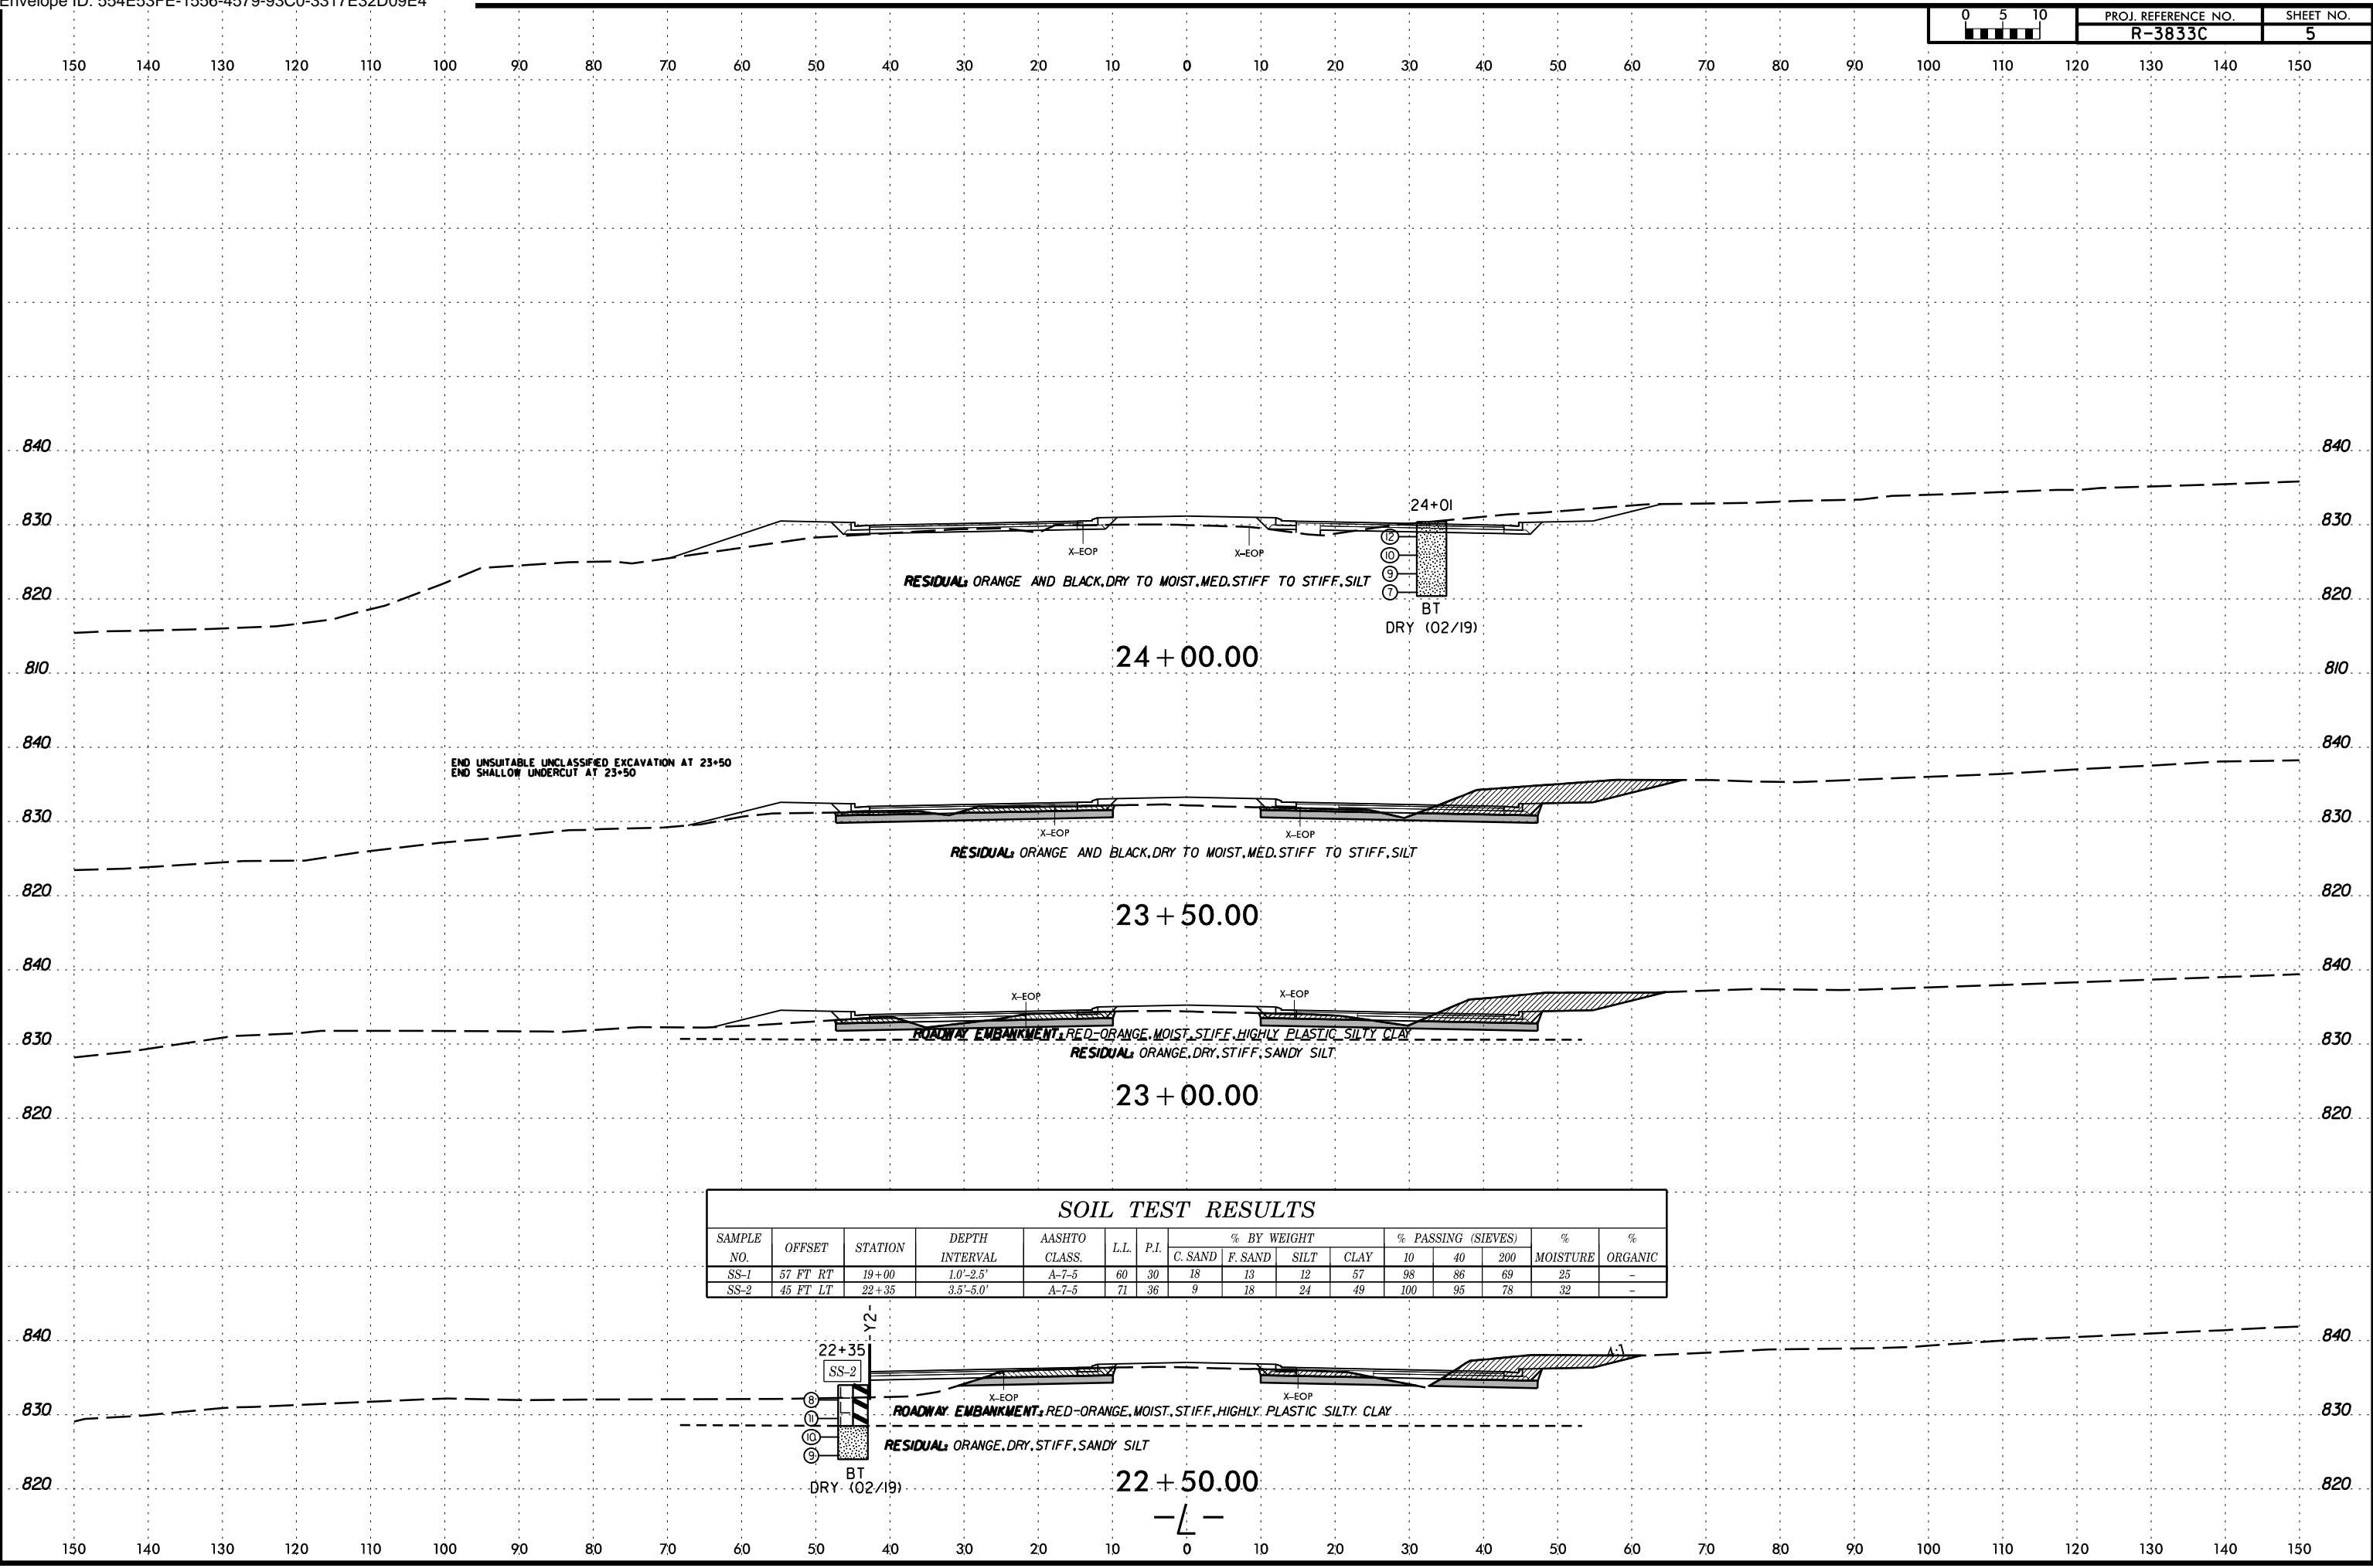 Envelope ID: 554E53FE-1556-4579-93C0-3317E32D09E4
0 5 10
PROJ. REFERENCE NO. SHEET NO.
R-3833C 5
150 140 130 120 110 100 90 80 70 60 50 40 30 20 10 0 10 20 30 40 50 60 70 80 90 100 110 120 130 140 150
840 840
24+01
830 830
12
X-EOP X-EOP
10
9
RESIDUAL: ORANGE AND BLACK,DRY TO MOIST,MED.STIFF TO STIFF,SILT
7
820 820
BT
DRY (02/19)
24+00.00
810 810
840 840
END UNSUITABLE UNCLASSIFIED EXCAVATION AT 23+50
END SHALLOW UNDERCUT AT 23+50
830 830
X-EOP X-EOP
RESIDUAL: ORANGE AND BLACK,DRY TO MOIST,MED.STIFF TO STIFF,SILT
820 820
23+50.00
840 840
X-EOP X-EOP
830 830
ROADWAY EMBANKMENT: RED-ORANGE,MOIST,STIFF,HIGHLY PLASTIC SILTY CLAY
RESIDUAL: ORANGE,DRY,STIFF,SANDY SILT
23+00.00
820 820
SOIL TEST RESULTS
SAMPLE NO. OFFSET STATION DEPTH INTERVAL AASHTO CLASS. L.L. P.I. % BY WEIGHT % PASSING (SIEVES) % MOISTURE % ORGANIC
C. SAND F. SAND SILT CLAY 10 40 200
SS-1 57 FT RT 19+00 1.0'-2.5' A-7-5 60 30 18 13 12 57 98 86 69 25 -
SS-2 45 FT LT 22+35 3.5'-5.0' A-7-5 71 36 9 18 24 49 100 95 78 32 -
-Y2-
840 840
22+35
4:1
SS-2
8
X-EOP X-EOP
830 830
11
ROADWAY EMBANKMENT: RED-ORANGE,MOIST,STIFF,HIGHLY PLASTIC SILTY CLAY
10
RESIDUAL: ORANGE,DRY,STIFF,SANDY SILT
9
BT
DRY (02/19)
820 820
22+50.00
-L-
150 140 130 120 110 100 90 80 70 60 50 40 30 20 10 0 10 20 30 40 50 60 70 80 90 100 110 120 130 140 150